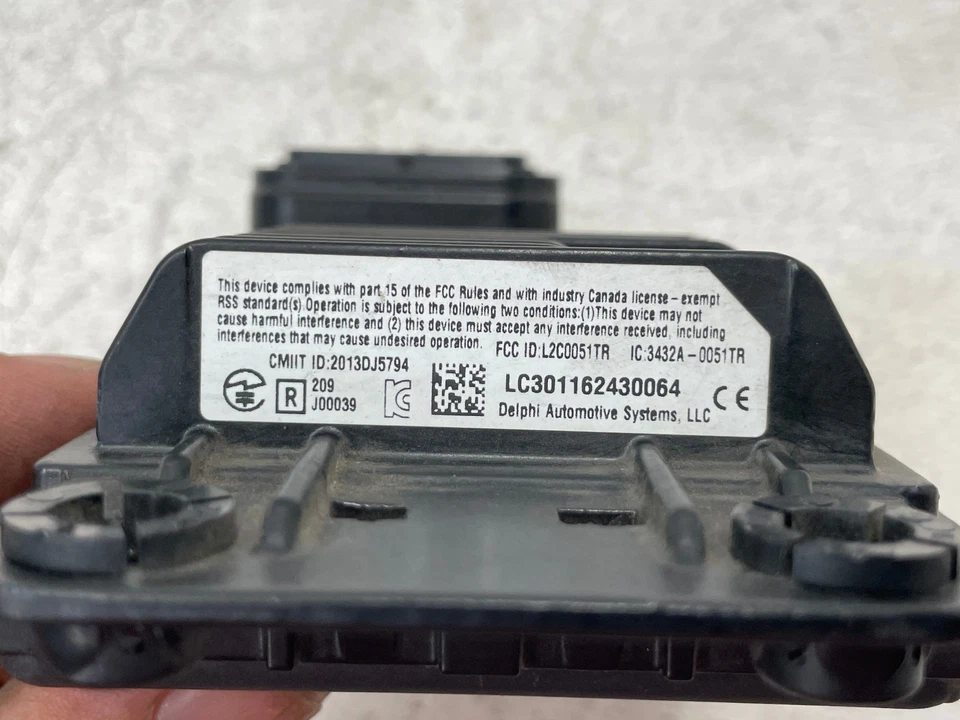 This device complies with part 15 of the FCC Rules and with industry Canada license – exempt
RSS standard(s).Operation is subject to the following two conditions:(1)This device may not
cause harmful interference and (2) this device must accept any interference received, including
interferences that may cause undesired operation. FCC ID:L2C0051TR IC:3432A-0051TR
CMIIT ID:2013DJ5794
R 209
J00039
LC301162430064
Delphi Automotive Systems, LLC
CE